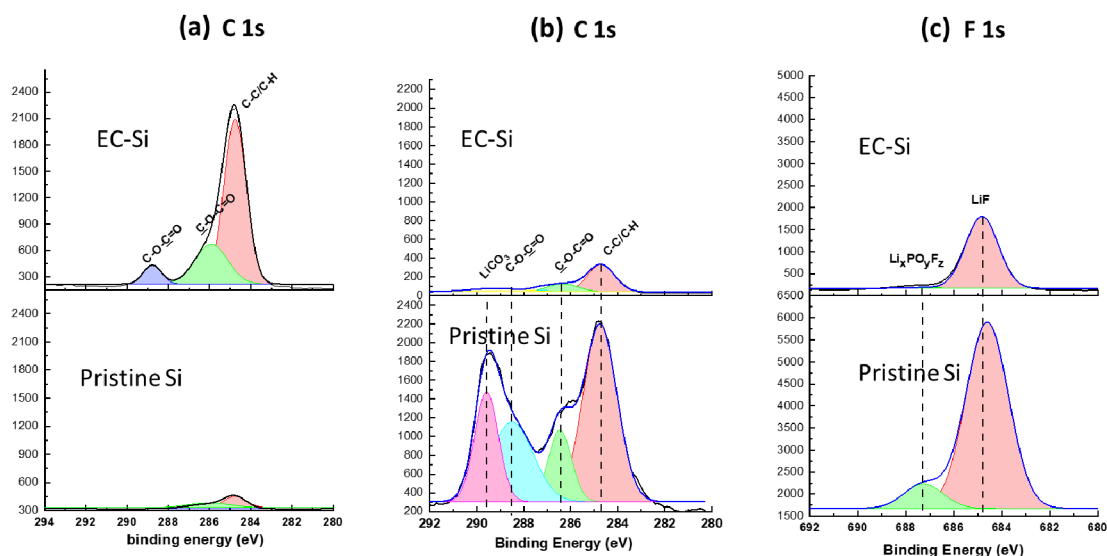 (a) C 1s
2400
2100
1800
1500
1200
900
600
300
EC-Si
C-O-C=O
C-O-C=O
C-C/C-H
2400
2100
1800
1500
1200
900
600
300
Pristine Si
294 292 290 288 286 284 282 280
binding energy (eV)
(b) C 1s
2200
2000
1800
1600
1400
1200
1000
800
600
400
200
0
EC-Si
LiCO3
C-O-C=O
C-O-C=O
C-C/C-H
2400
2200
2000
1800
1600
1400
1200
1000
800
600
400
200
Pristine Si
292 290 288 286 284 282 280
Binding Energy (eV)
(c) F 1s
5000
4500
4000
3500
3000
2500
2000
1500
1000
500
EC-Si
LixPOyFz
LiF
6500
6000
5500
5000
4500
4000
3500
3000
2500
2000
1500
Pristine Si
692 690 688 686 684 682 680
Binding Energy (eV)